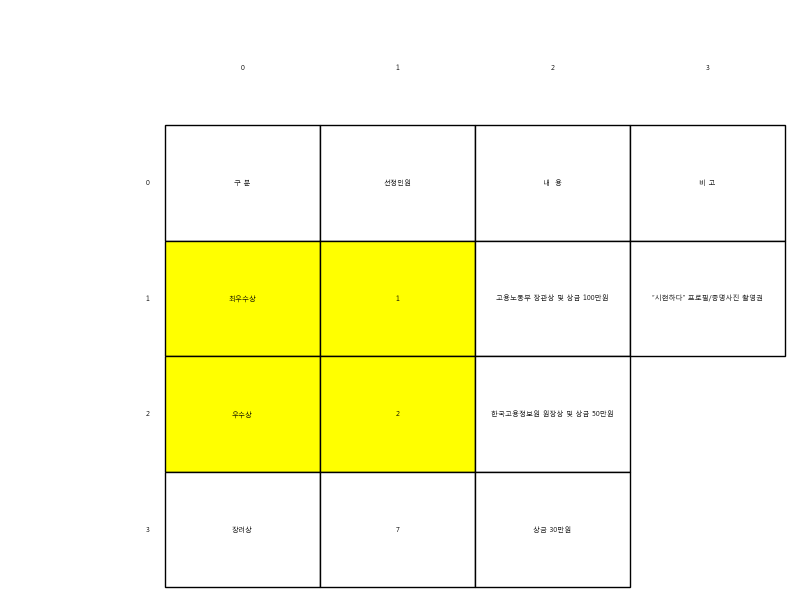 0 1 2 3
0 구 분 선정인원 내 용 비 고
1 최우수상 1 고용노동부 장관상 및 상금 100만원 "시현하다" 프로필/증명사진 촬영권
2 우수상 2 한국고용정보원 원장상 및 상금 50만원
3 장려상 7 상금 30만원